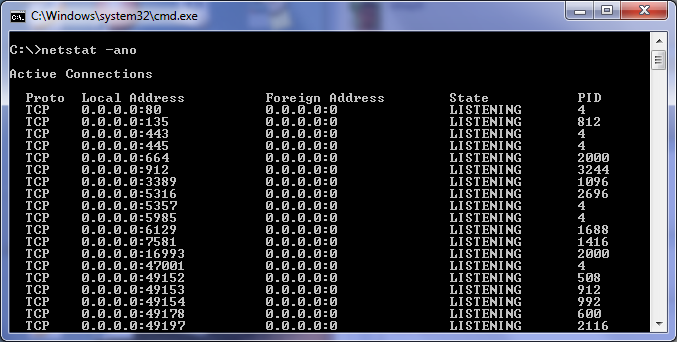 C:\Windows\system32\cmd.exe
C:\>netstat -ano
Active Connections
Proto Local Address Foreign Address State PID
TCP 0.0.0.0:80 0.0.0.0:0 LISTENING 4
TCP 0.0.0.0:135 0.0.0.0:0 LISTENING 812
TCP 0.0.0.0:443 0.0.0.0:0 LISTENING 4
TCP 0.0.0.0:445 0.0.0.0:0 LISTENING 4
TCP 0.0.0.0:664 0.0.0.0:0 LISTENING 2000
TCP 0.0.0.0:912 0.0.0.0:0 LISTENING 3244
TCP 0.0.0.0:3389 0.0.0.0:0 LISTENING 1096
TCP 0.0.0.0:5316 0.0.0.0:0 LISTENING 2696
TCP 0.0.0.0:5357 0.0.0.0:0 LISTENING 4
TCP 0.0.0.0:5985 0.0.0.0:0 LISTENING 4
TCP 0.0.0.0:6129 0.0.0.0:0 LISTENING 1688
TCP 0.0.0.0:7581 0.0.0.0:0 LISTENING 1416
TCP 0.0.0.0:16993 0.0.0.0:0 LISTENING 2000
TCP 0.0.0.0:47001 0.0.0.0:0 LISTENING 4
TCP 0.0.0.0:49152 0.0.0.0:0 LISTENING 508
TCP 0.0.0.0:49153 0.0.0.0:0 LISTENING 912
TCP 0.0.0.0:49154 0.0.0.0:0 LISTENING 992
TCP 0.0.0.0:49178 0.0.0.0:0 LISTENING 600
TCP 0.0.0.0:49197 0.0.0.0:0 LISTENING 2116